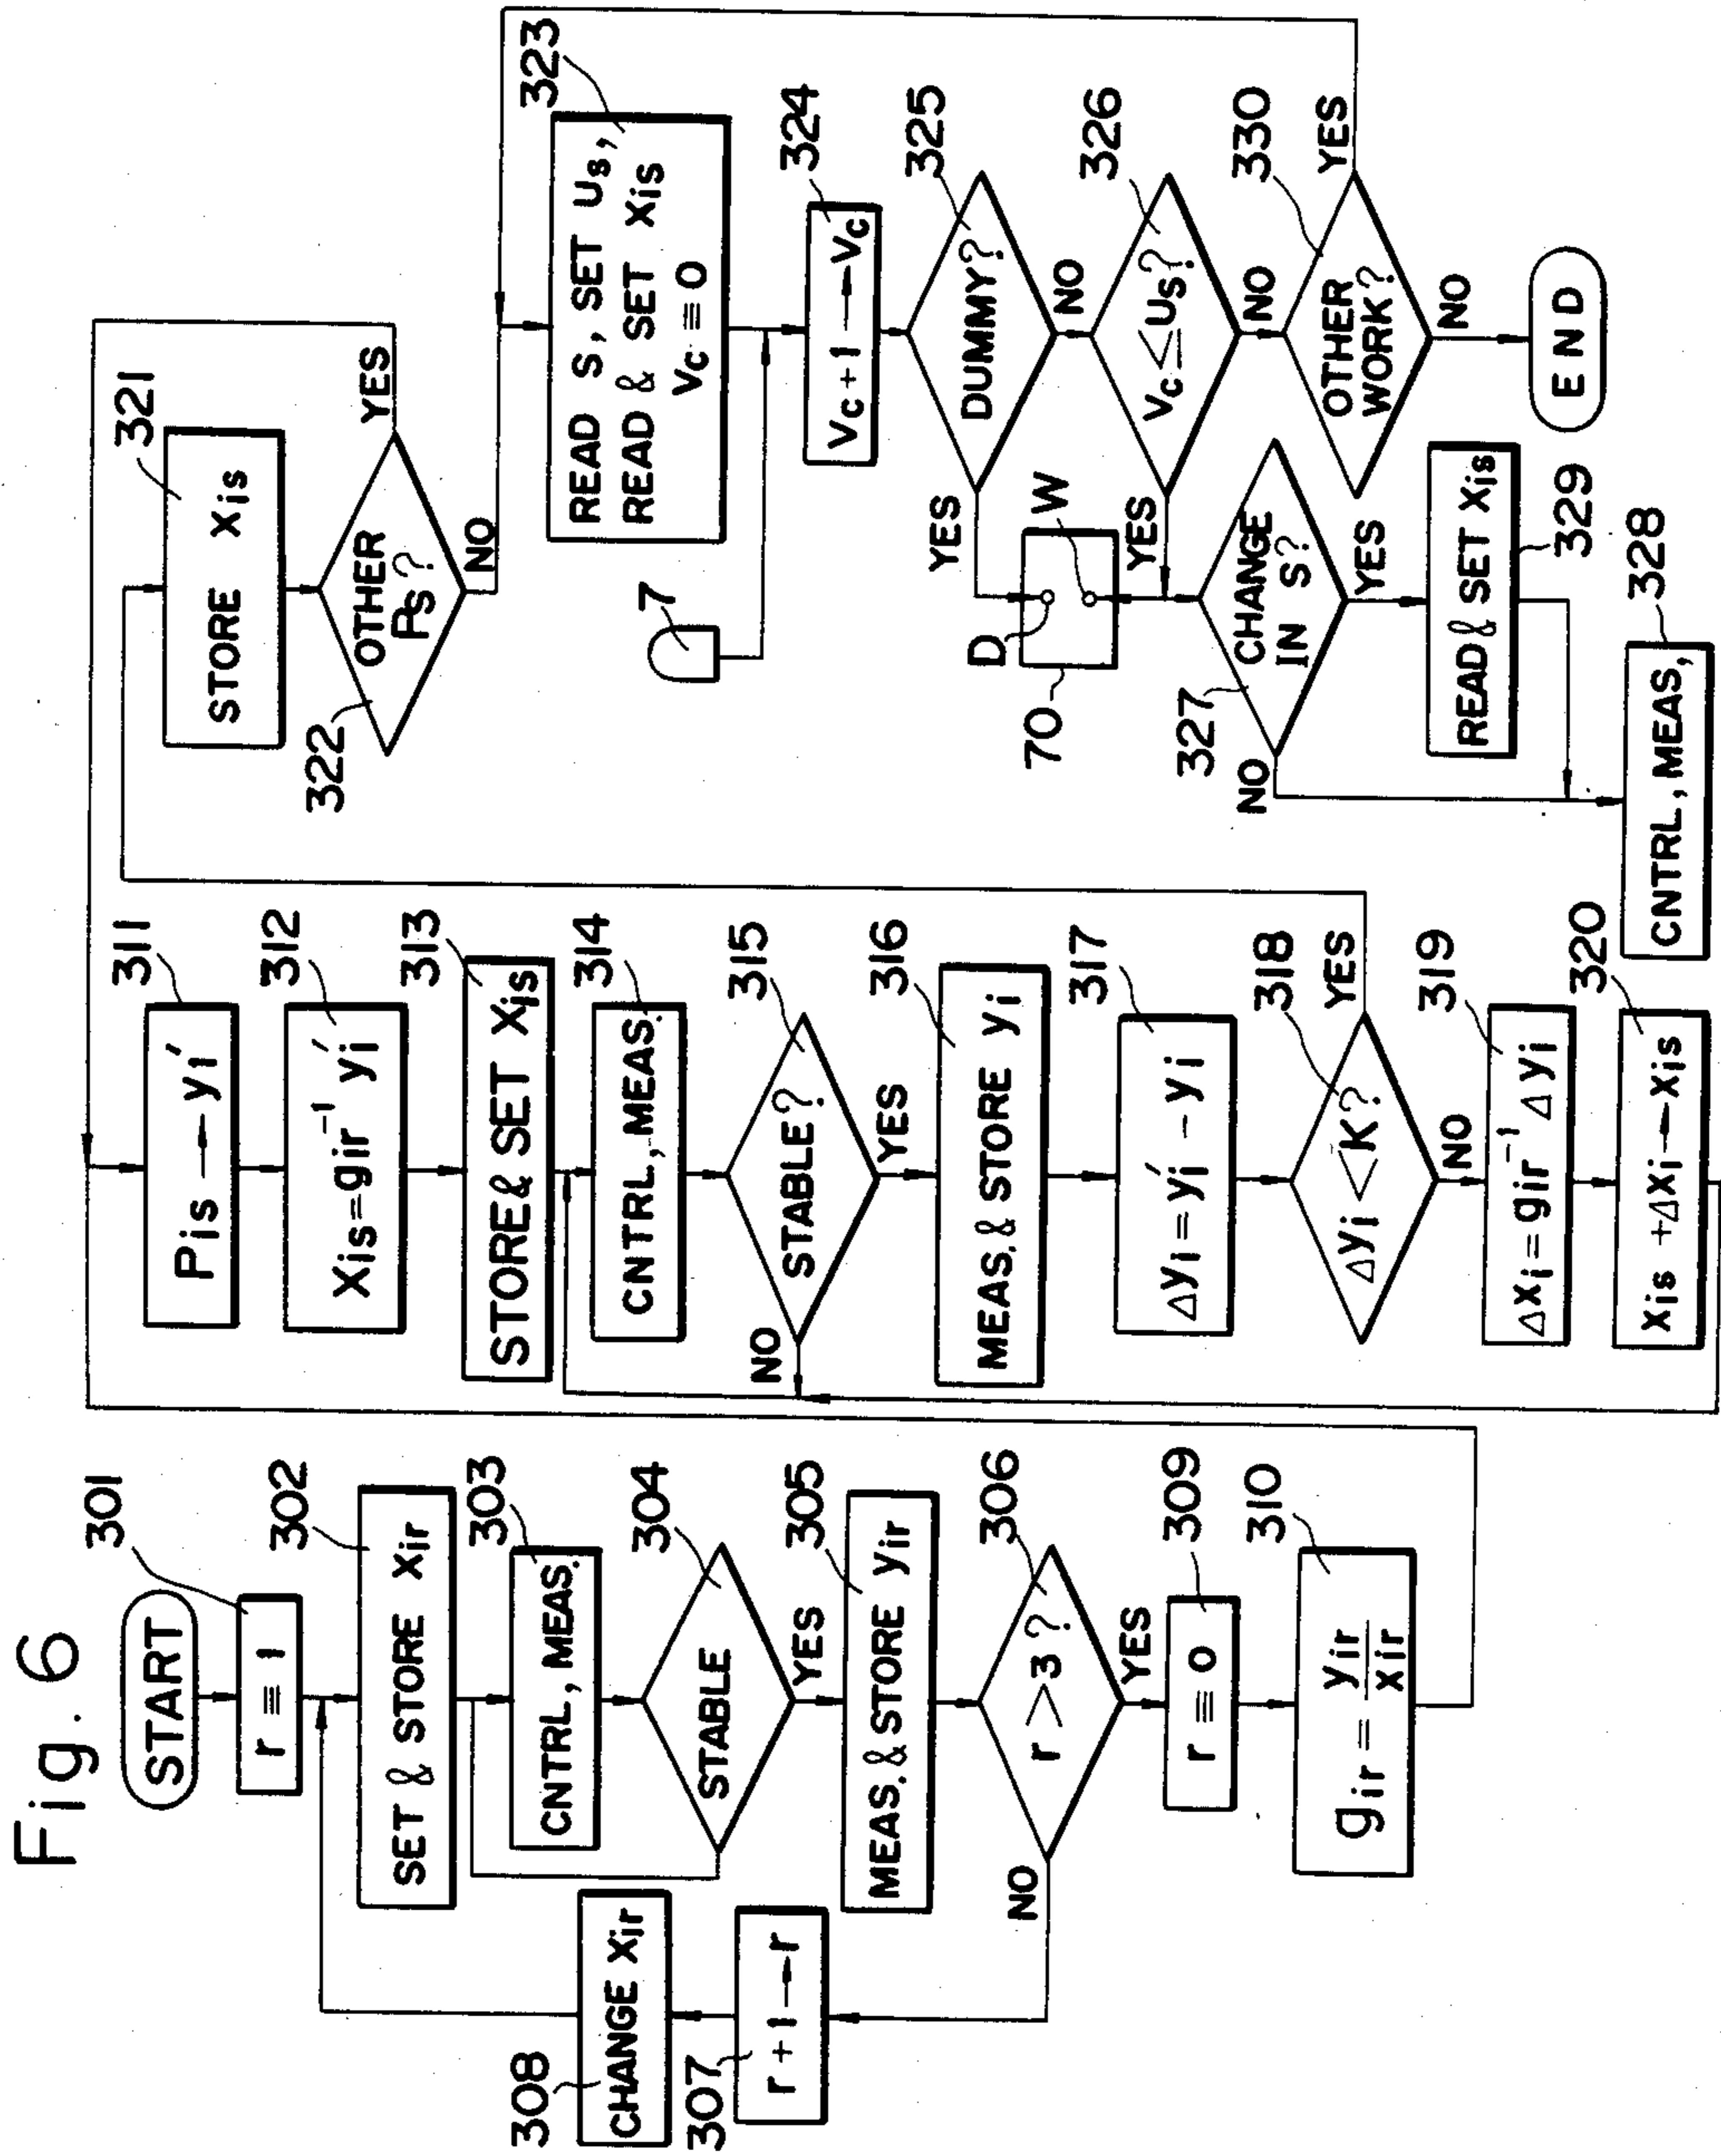 Fig. 6
START
301
r ≡ 1
302
SET & STORE Xir
303
CNTRL, MEAS.
304
STABLE
YES
305
MEAS. & STORE yir
306
r > 3 ?
NO
YES
307
r + 1 → r
308
CHANGE Xir
309
r ≡ 0
310
gir = yir / xir
311
Pis → yi′
312
Xis = gir⁻¹ yi′
313
STORE & SET Xis
314
CNTRL, MEAS.
315
STABLE ?
NO
YES
316
MEAS. & STORE yi
317
Δyi = yi′ - yi
318
Δyi < K ?
YES
NO
319
ΔXi = gir⁻¹ Δyi
320
Xis + ΔXi → Xis
321
STORE Xis
322
OTHER
Ps ?
YES
NO
323
READ S, SET Us,
READ & SET Xis
Vc ≡ 0
7
324
Vc + 1 → Vc
325
DUMMY ?
YES
NO
D
W
70
326
Vc ≤ Us ?
YES
NO
327
CHANGE
IN S ?
NO
YES
329
READ & SET Xis
328
CNTRL, MEAS,
330
OTHER
WORK ?
YES
NO
END